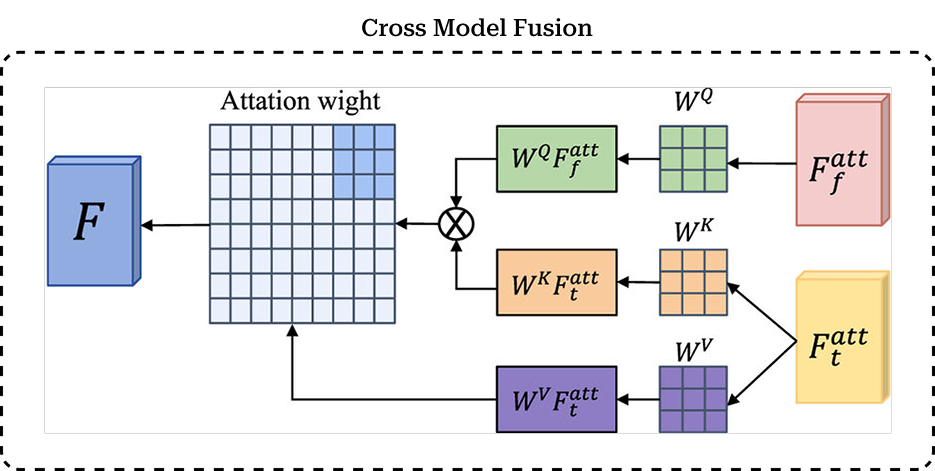 Cross Model Fusion
Attation wight
W^Q
W^Q F_f^{att}
F_f^{att}
F
W^K
W^K F_t^{att}
F_t^{att}
W^V
W^V F_t^{att}